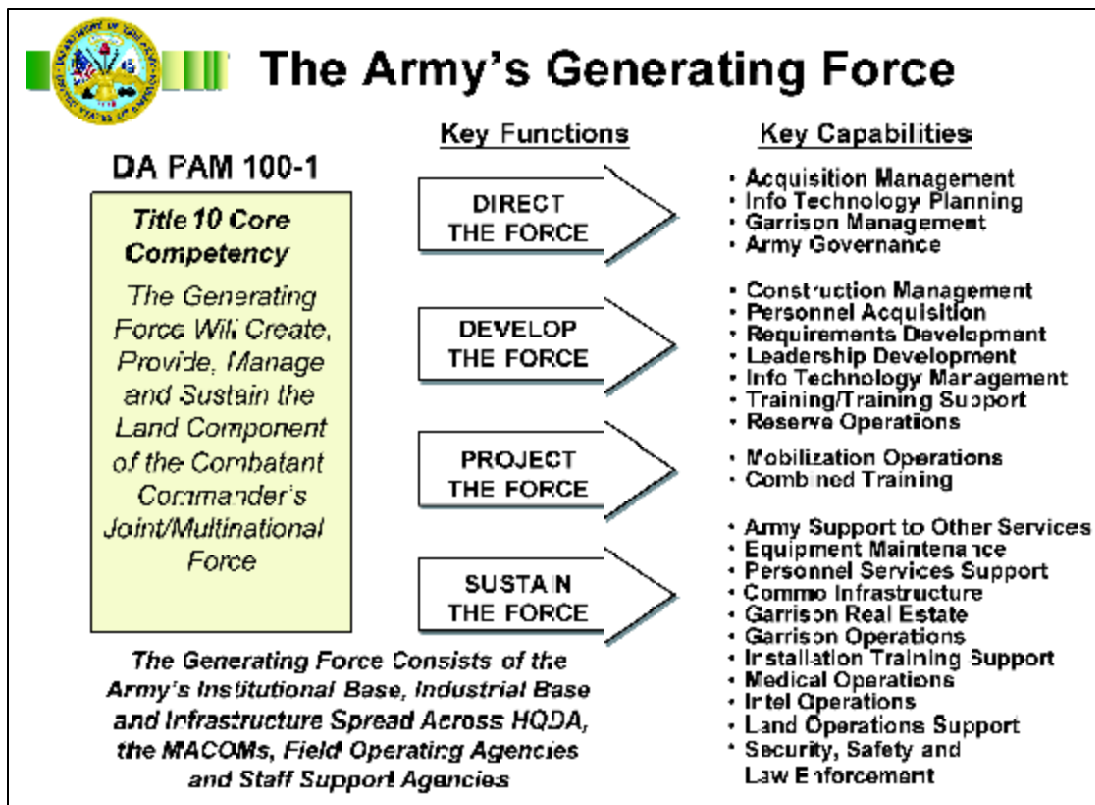 The Army's Generating Force
DA PAM 100-1
Title 10 Core
Competency
The Generating
Force Will Create,
Provide, Manage
and Sustain the
Land Component
of the Combatant
Commander's
Joint/Multinational
Force
The Generating Force Consists of the
Army's Institutional Base, Industrial Base
and Infrastructure Spread Across HQDA,
the MACOMs, Field Operating Agencies
and Staff Support Agencies
Key Functions
DIRECT
THE FORCE
DEVELOP
THE FORCE
PROJECT
THE FORCE
SUSTAIN
THE FORCE
Key Capabilities
• Acquisition Management
• Info Technology Planning
• Garrison Management
• Army Governance
• Construction Management
• Personnel Acquisition
• Requirements Development
• Leadership Development
• Info Technology Management
• Training/Training Support
• Reserve Operations
• Mobilization Operations
• Combined Training
• Army Support to Other Services
• Equipment Maintenance
• Personnel Services Support
• Commo Infrastructure
• Garrison Real Estate
• Garrison Operations
• Installation Training Support
• Medical Operations
• Intel Operations
• Land Operations Support
• Security, Safety and
Law Enforcement